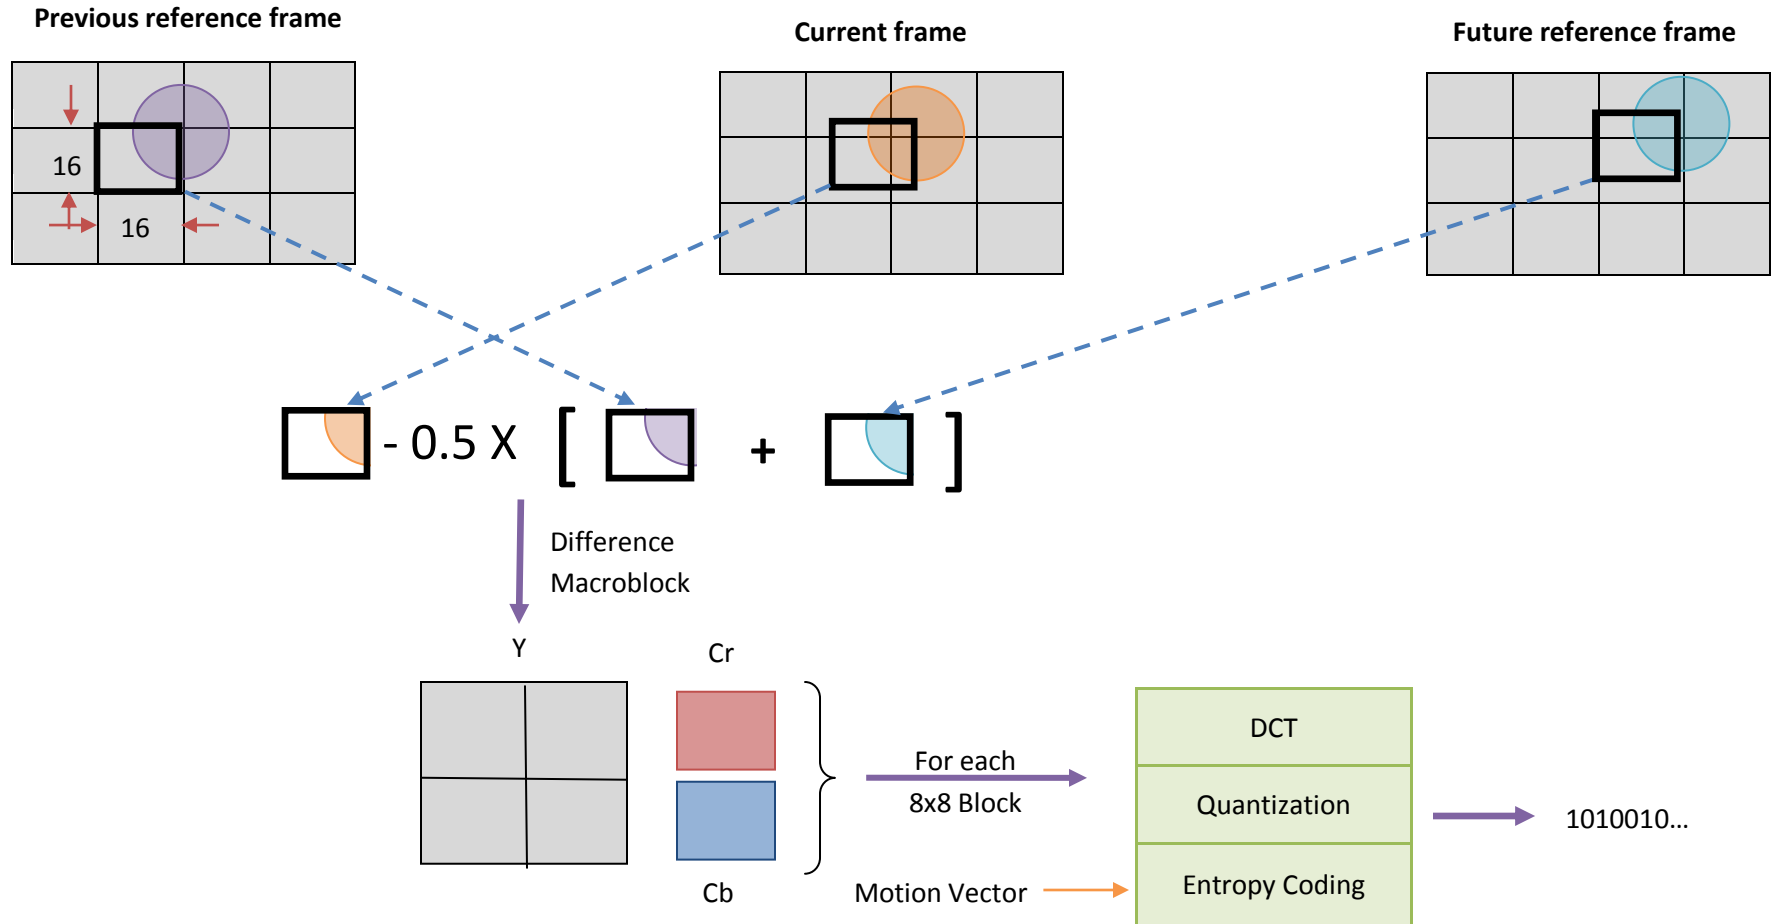 Previous reference frame
Current frame
Future reference frame
16
16
- 0.5 X [ + ]
Difference
Macroblock
Y
Cr
DCT
For each
8x8 Block
Quantization
1010010...
Cb
Motion Vector
Entropy Coding